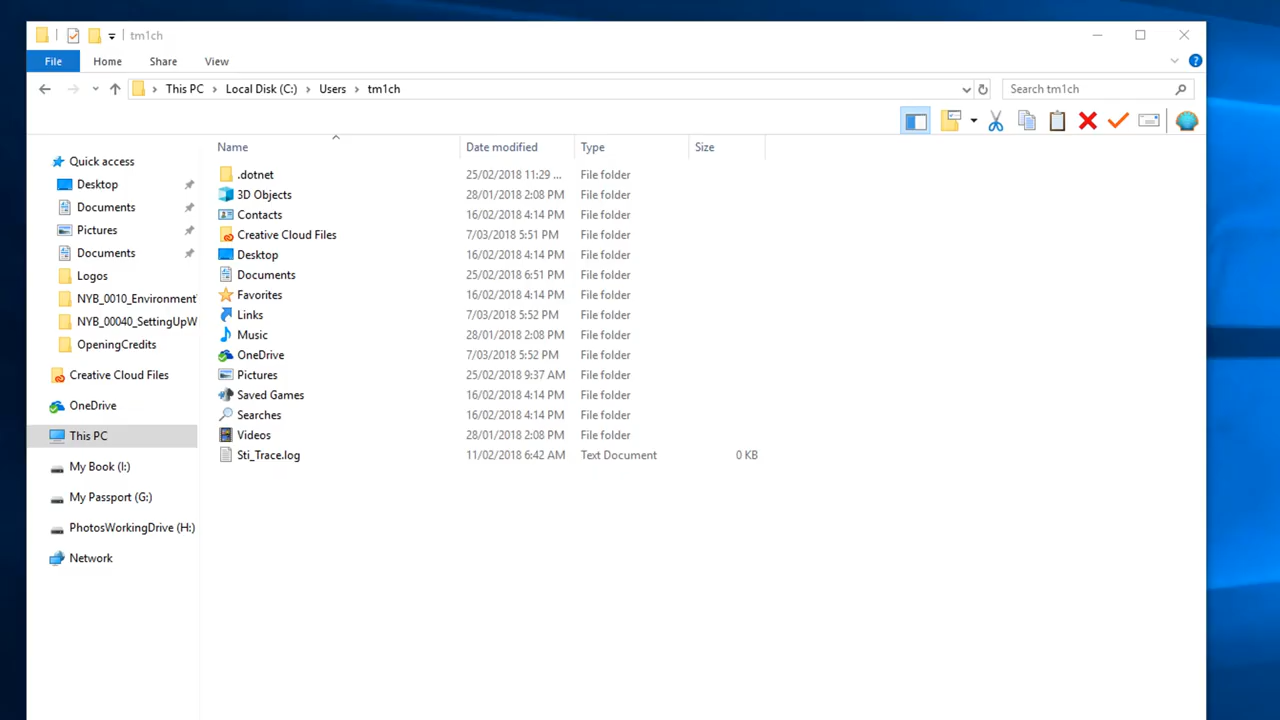 tm1ch
File Home Share View
This PC Local Disk (C:) Users tm1ch Search tm1ch
Name Date modified Type Size
Quick access
Desktop
Documents
Pictures
Documents
Logos
NYB_0010_Environment
NYB_00040_SettingUpW
OpeningCredits
Creative Cloud Files
OneDrive
This PC
My Book (I:)
My Passport (G:)
PhotosWorkingDrive (H:)
Network
.dotnet 25/02/2018 11:29 ... File folder
3D Objects 28/01/2018 2:08 PM File folder
Contacts 16/02/2018 4:14 PM File folder
Creative Cloud Files 7/03/2018 5:51 PM File folder
Desktop 16/02/2018 4:14 PM File folder
Documents 25/02/2018 6:51 PM File folder
Favorites 16/02/2018 4:14 PM File folder
Links 7/03/2018 5:52 PM File folder
Music 28/01/2018 2:08 PM File folder
OneDrive 7/03/2018 5:52 PM File folder
Pictures 25/02/2018 9:37 AM File folder
Saved Games 16/02/2018 4:14 PM File folder
Searches 16/02/2018 4:14 PM File folder
Videos 28/01/2018 2:08 PM File folder
Sti_Trace.log 11/02/2018 6:42 AM Text Document 0 KB